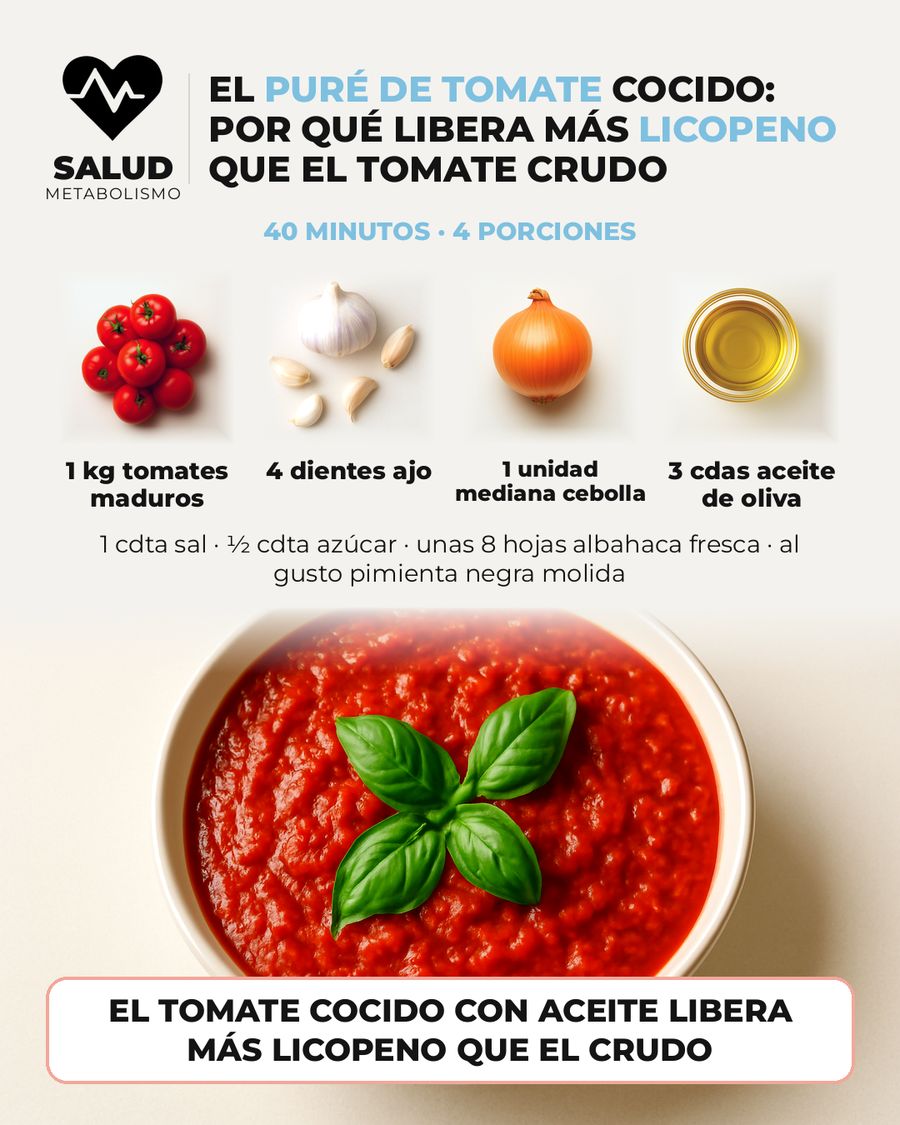 SALUD
METABOLISMO
EL PURÉ DE TOMATE COCIDO:
POR QUÉ LIBERA MÁS LICOPENO
QUE EL TOMATE CRUDO
40 MINUTOS · 4 PORCIONES
1 kg tomates
maduros
4 dientes ajo
1 unidad
mediana cebolla
3 cdas aceite
de oliva
1 cdta sal · ½ cdta azúcar · unas 8 hojas albahaca fresca · al
gusto pimienta negra molida
EL TOMATE COCIDO CON ACEITE LIBERA
MÁS LICOPENO QUE EL CRUDO